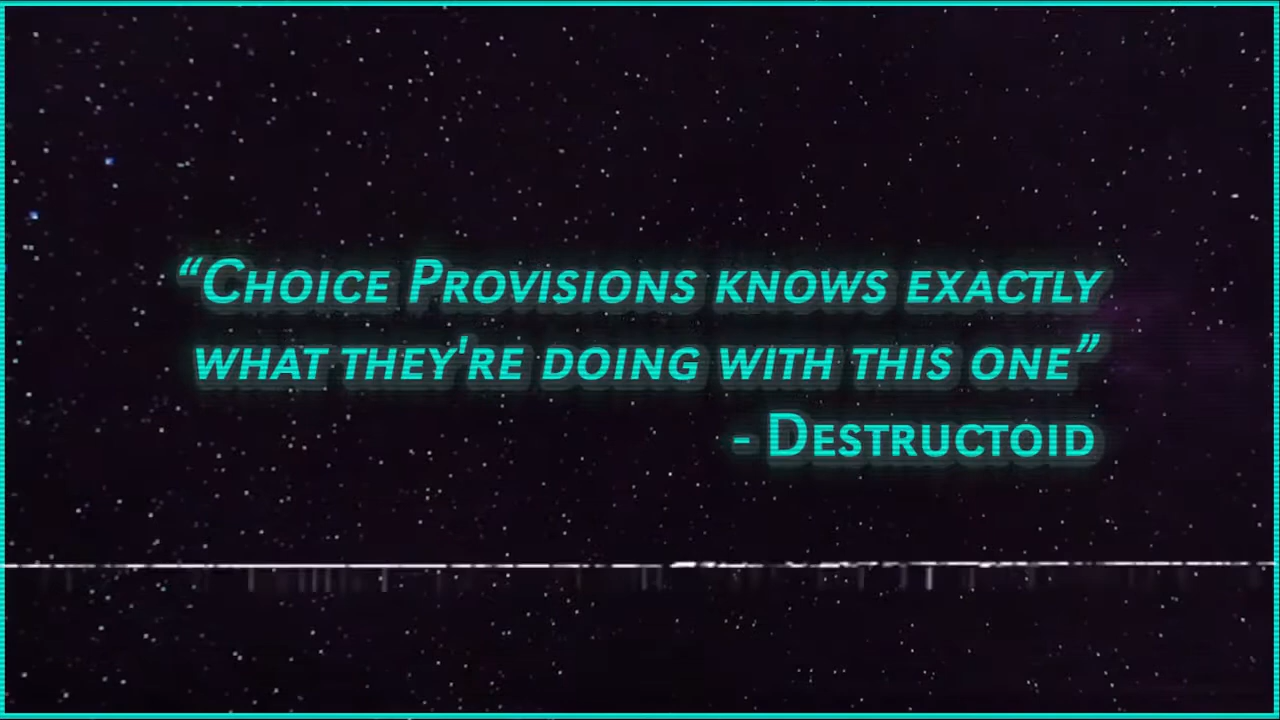 “Choice Provisions knows exactly
what they're doing with this one”
- Destructoid